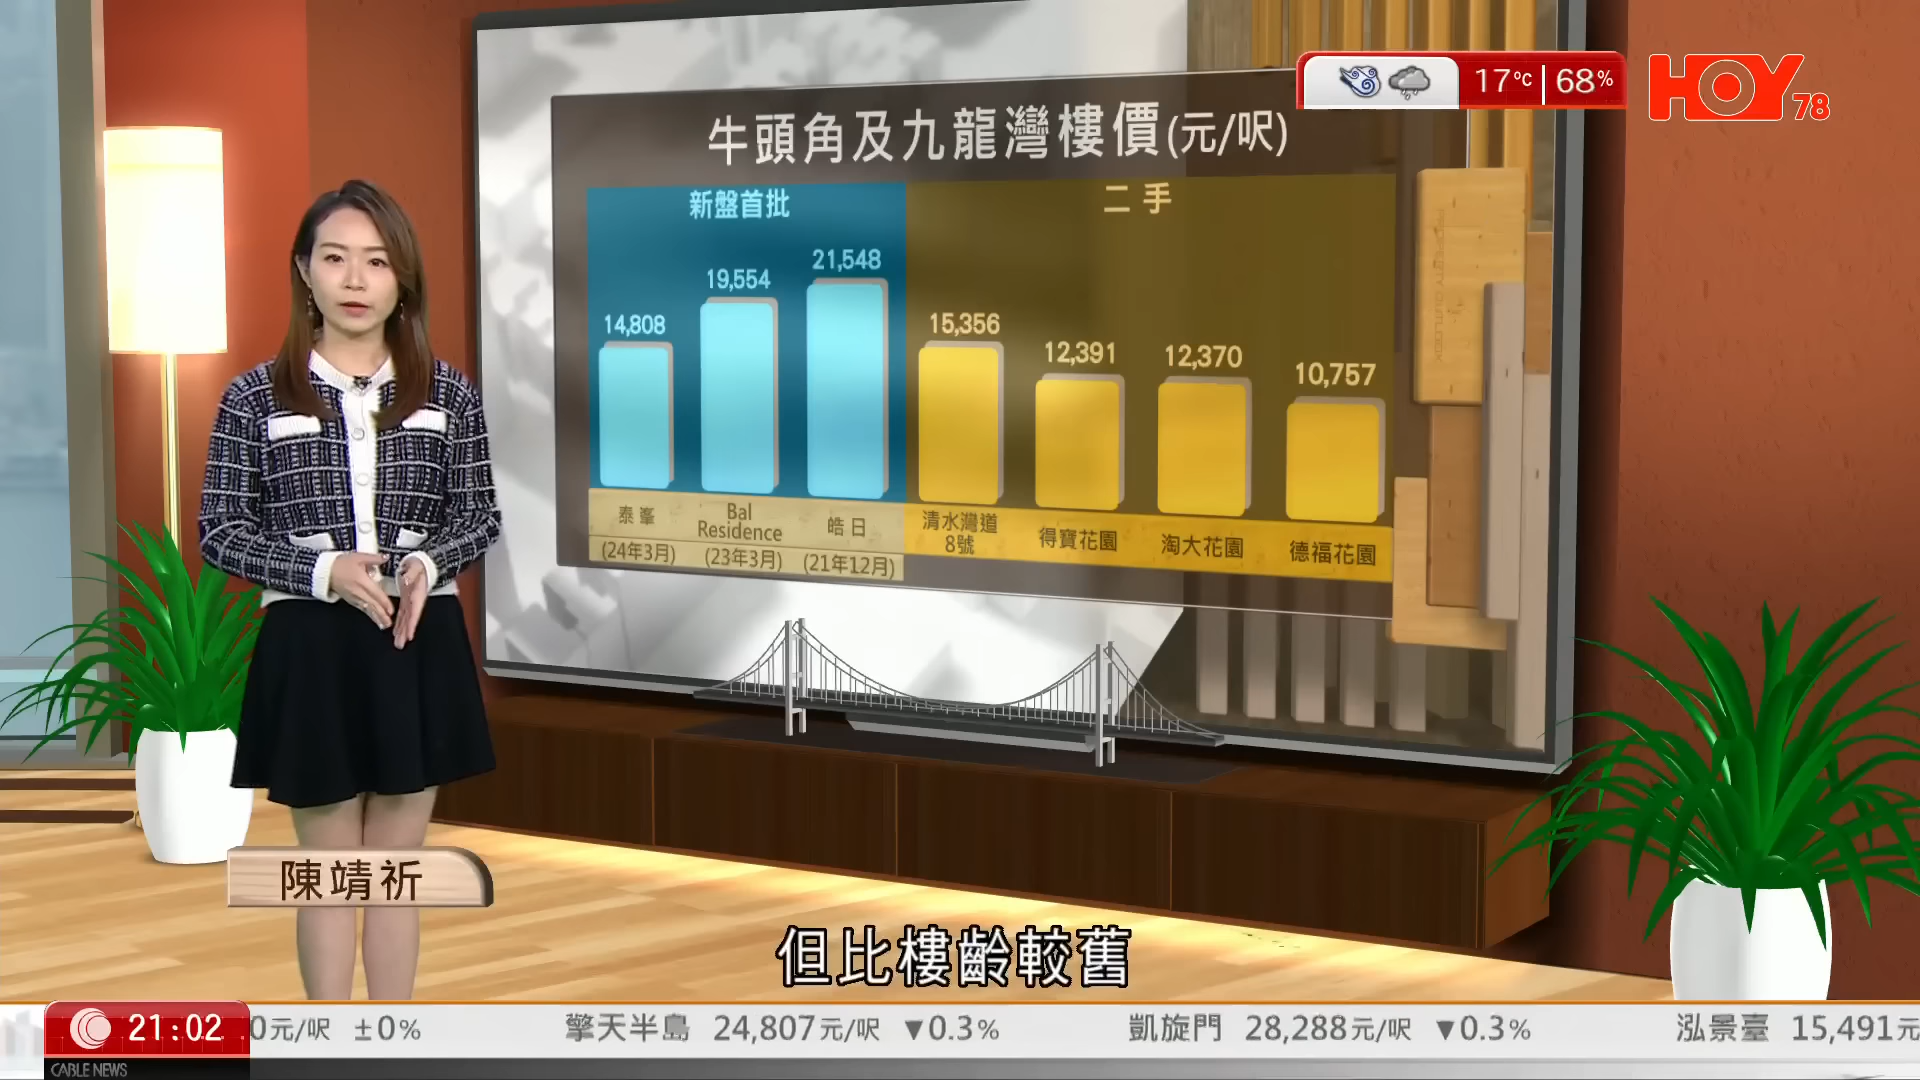 17°C 68%
HOY 78
牛頭角及九龍灣樓價(元/呎)
新盤首批
二手
14,808
19,554
21,548
15,356
12,391
12,370
10,757
泰峯
(24年3月)
Bal
Residence
(23年3月)
皓日
(21年12月)
清水灣道
8號
得寶花園
淘大花園
德福花園
PROPERTY OUTLOOK
陳靖祈
但比樓齡較舊
21:02
.0元/呎 ±0% 擎天半島 24,807元/呎 ▼0.3% 凱旋門 28,288元/呎 ▼0.3% 泓景臺 15,491元
CABLE NEWS